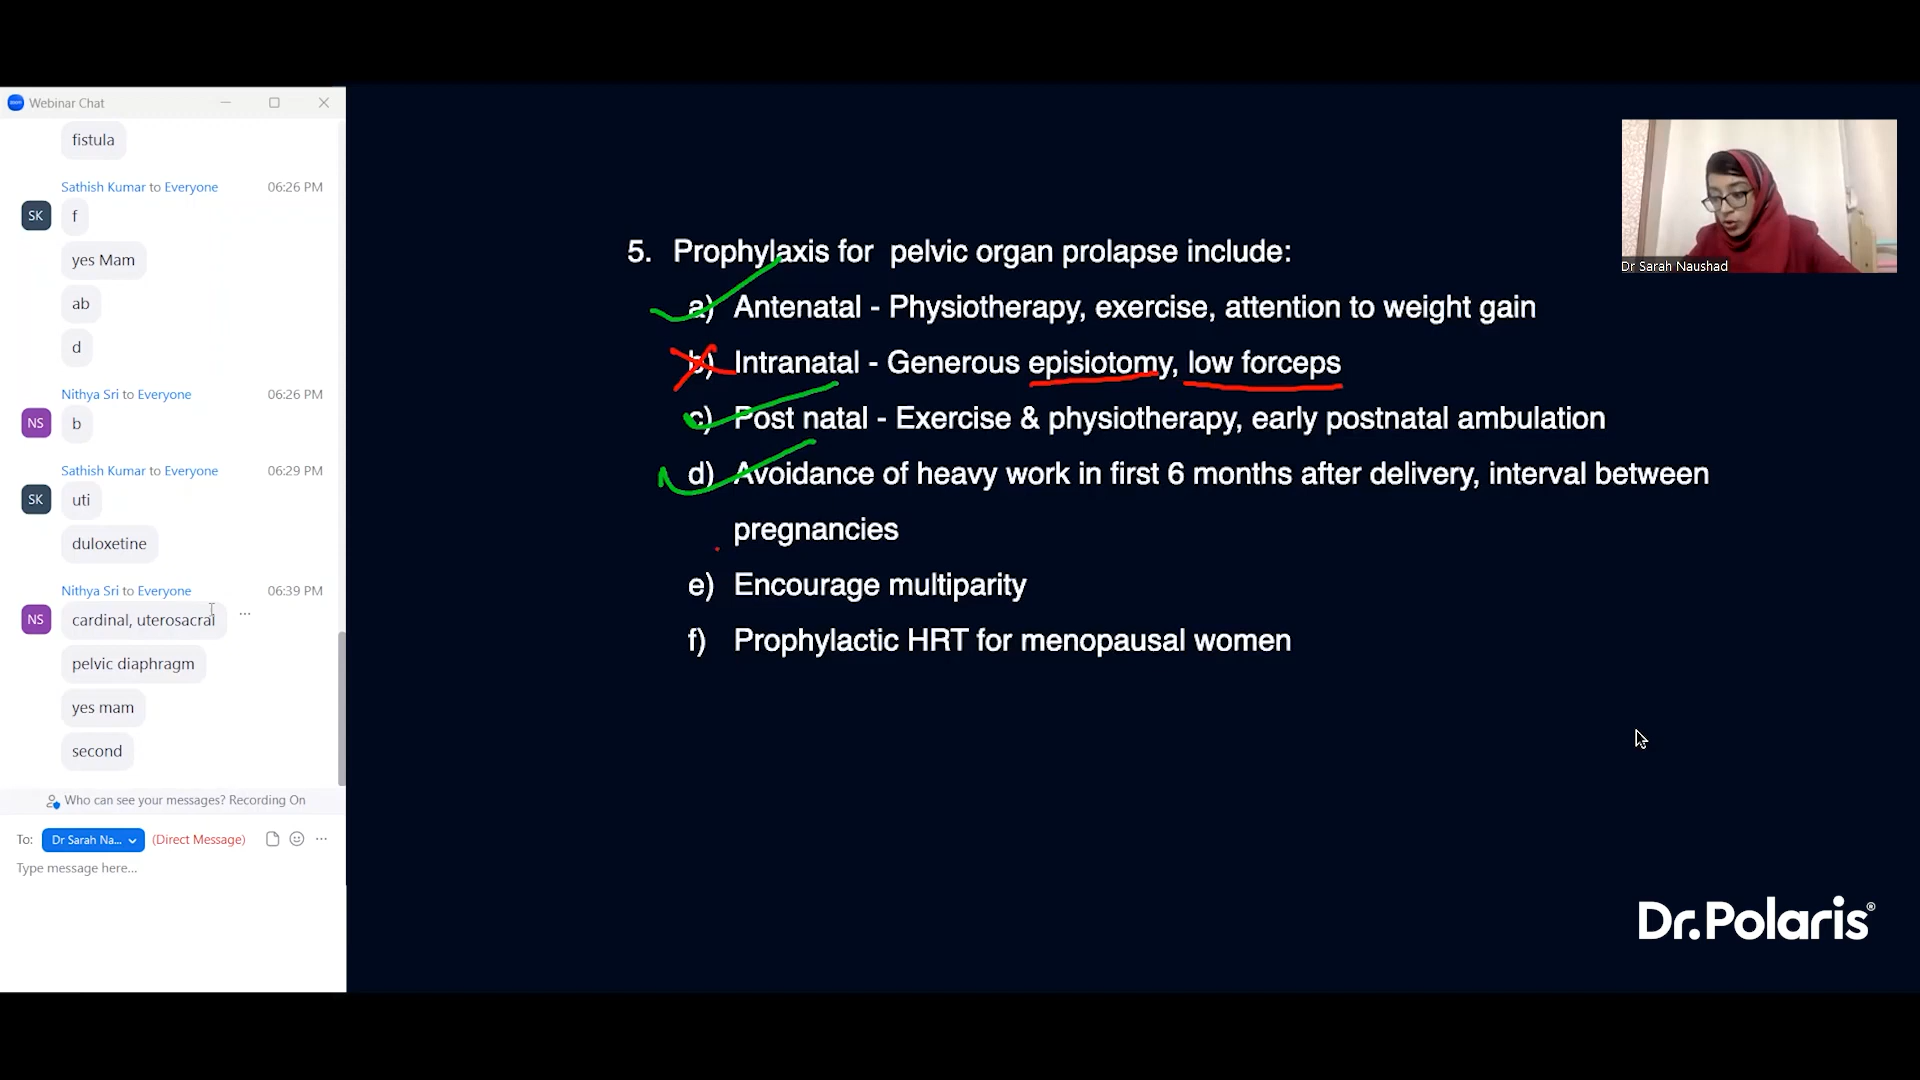 Webinar Chat
fistula
Sathish Kumar to Everyone 06:26 PM
SK
f
yes Mam
ab
d
Nithya Sri to Everyone 06:26 PM
NS
b
Sathish Kumar to Everyone 06:29 PM
SK
uti
duloxetine
Nithya Sri to Everyone 06:39 PM
NS
cardinal, uterosacral
pelvic diaphragm
yes mam
second
Who can see your messages? Recording On
To: Dr Sarah Na... (Direct Message)
Type message here...
5. Prophylaxis for pelvic organ prolapse include:
a) Antenatal - Physiotherapy, exercise, attention to weight gain
b) Intranatal - Generous episiotomy, low forceps
c) Post natal - Exercise & physiotherapy, early postnatal ambulation
d) Avoidance of heavy work in first 6 months after delivery, interval between
pregnancies
e) Encourage multiparity
f) Prophylactic HRT for menopausal women
Dr Sarah Naushad
Dr.Polaris®